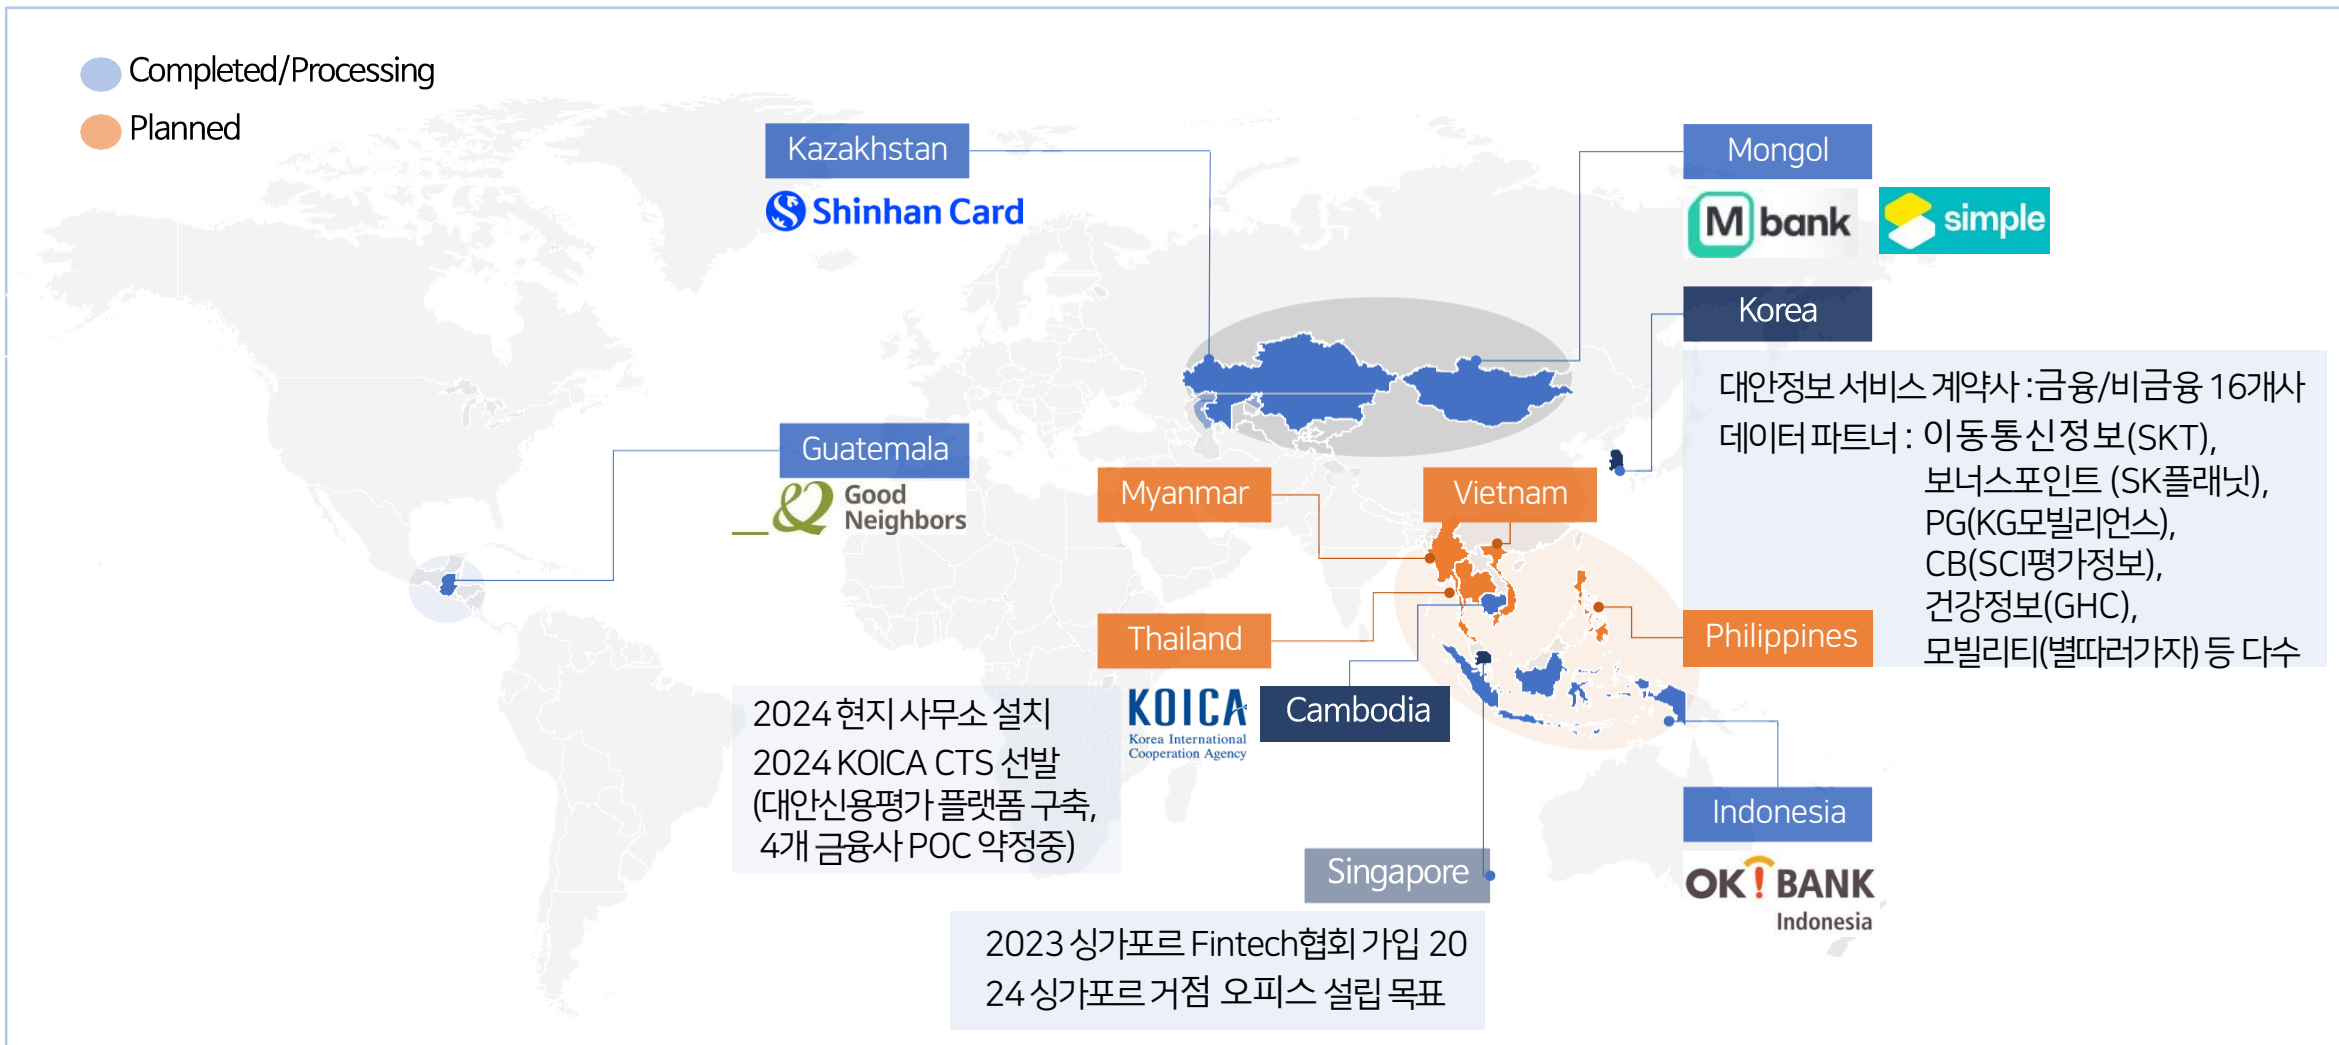 Completed/Processing
Planned
Kazakhstan
Shinhan Card
Mongol
M bank
simple
Korea
대안정보 서비스 계약사 : 금융/비금융 16개사
데이터 파트너 : 이동통신정보(SKT),
보너스포인트 (SK플래닛),
PG(KG모빌리언스),
CB(SCI평가정보),
건강정보(GHC),
모빌리티(별따러가자) 등 다수
Guatemala
Good
Neighbors
Myanmar
Vietnam
Thailand
Philippines
KOICA
Korea International
Cooperation Agency
Cambodia
2024 현지 사무소 설치
2024 KOICA CTS 선발
(대안신용평가 플랫폼 구축,
4개 금융사 POC 약정중)
Indonesia
OK! BANK
Indonesia
Singapore
2023 싱가포르 Fintech협회 가입 20
24 싱가포르 거점 오피스 설립 목표